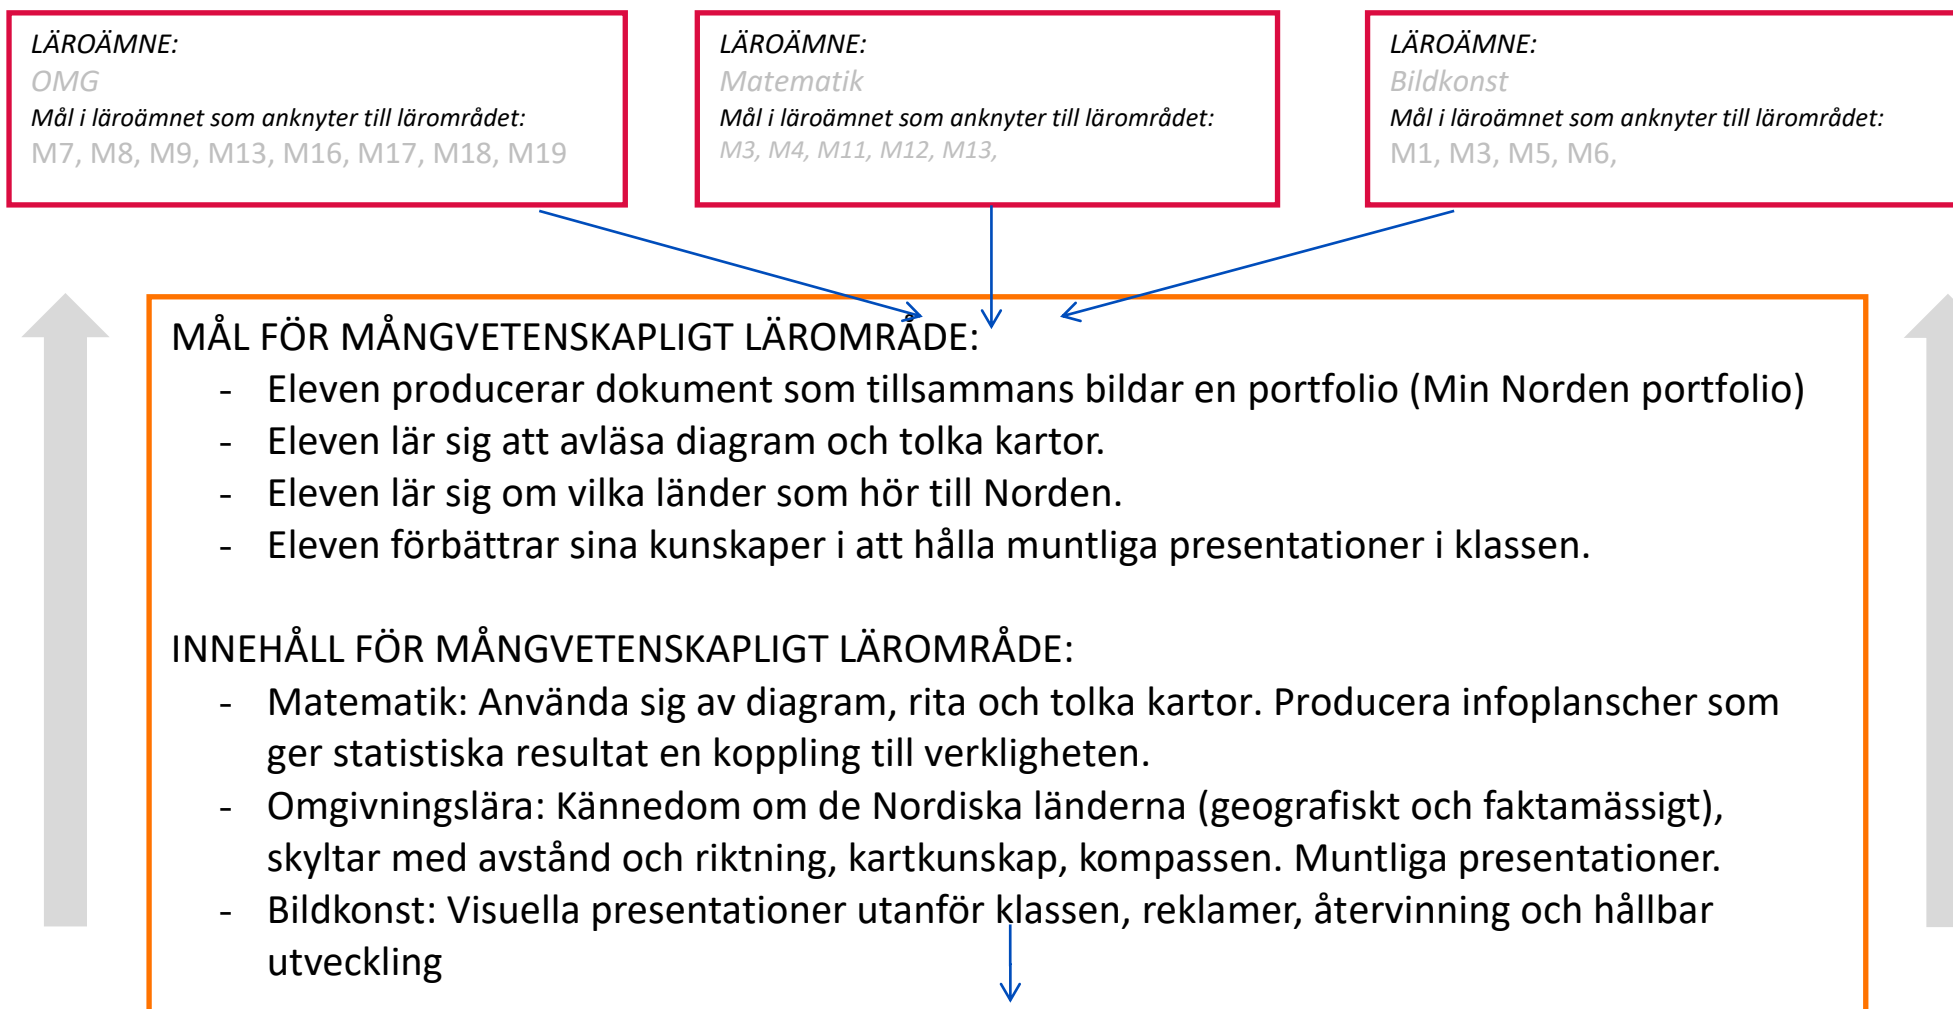 LÄROÄMNE:
OMG
Mål i läroämnet som anknyter till lärområdet:
M7, M8, M9, M13, M16, M17, M18, M19
LÄROÄMNE:
Matematik
Mål i läroämnet som anknyter till lärområdet:
M3, M4, M11, M12, M13,
LÄROÄMNE:
Bildkonst
Mål i läroämnet som anknyter till lärområdet:
M1, M3, M5, M6,
MÅL FÖR MÅNGVETENSKAPLIGT LÄROMRÅDE:
- Eleven producerar dokument som tillsammans bildar en portfolio (Min Norden portfolio)
- Eleven lär sig att avläsa diagram och tolka kartor.
- Eleven lär sig om vilka länder som hör till Norden.
- Eleven förbättrar sina kunskaper i att hålla muntliga presentationer i klassen.
INNEHÅLL FÖR MÅNGVETENSKAPLIGT LÄROMRÅDE:
- Matematik: Använda sig av diagram, rita och tolka kartor. Producera infoplanscher som
ger statistiska resultat en koppling till verkligheten.
- Omgivningslära: Kännedom om de Nordiska länderna (geografiskt och faktamässigt),
skyltar med avstånd och riktning, kartkunskap, kompassen. Muntliga presentationer.
- Bildkonst: Visuella presentationer utanför klassen, reklamer, återvinning och hållbar
utveckling